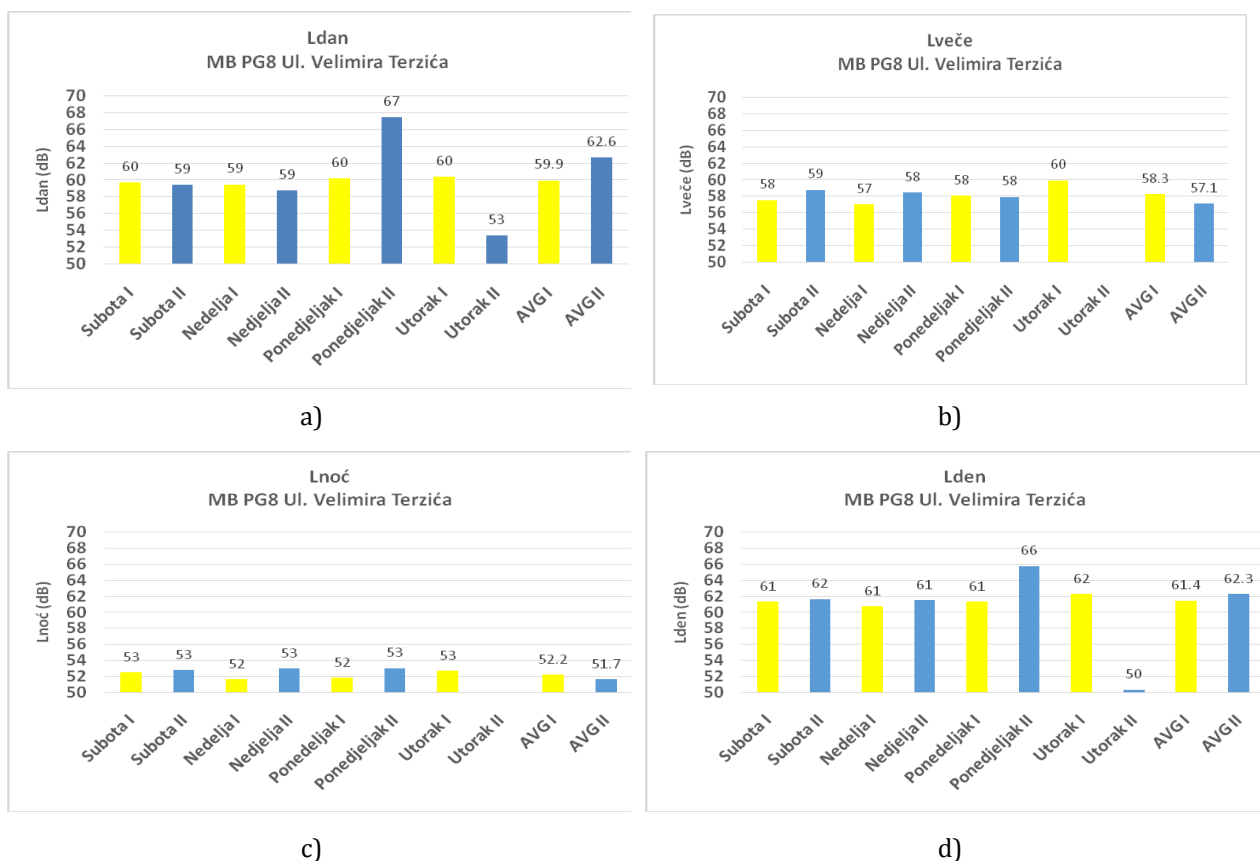 Ldan
MB PG8 Ul. Velimira Terzića
Ldan (dB)
70
68
66
64
62
60
58
56
54
52
50
60
59
59
59
60
67
60
53
59.9
62.6
Subota I
Subota II
Nedelja I
Nedjelja II
Ponedeljak I
Ponedjeljak II
Utorak I
Utorak II
AVG I
AVG II
a)
Lveče
MB PG8 Ul. Velimira Terzića
Lveče (dB)
70
68
66
64
62
60
58
56
54
52
50
58
59
57
58
58
58
60
58.3
57.1
Subota I
Subota II
Nedelja I
Nedjelja II
Ponedeljak I
Ponedjeljak II
Utorak I
Utorak II
AVG I
AVG II
b)
Lnoć
MB PG8 Ul. Velimira Terzića
Lnoć (dB)
70
68
66
64
62
60
58
56
54
52
50
53
53
52
53
52
53
53
52.2
51.7
Subota I
Subota II
Nedelja I
Nedjelja II
Ponedeljak I
Ponedjeljak II
Utorak I
Utorak II
AVG I
AVG II
c)
Lden
MB PG8 Ul. Velimira Terzića
Lden (dB)
70
68
66
64
62
60
58
56
54
52
50
61
62
61
61
61
66
62
50
61.4
62.3
Subota I
Subota II
Nedelja I
Nedjelja II
Ponedeljak I
Ponedjeljak II
Utorak I
Utorak II
AVG I
AVG II
d)